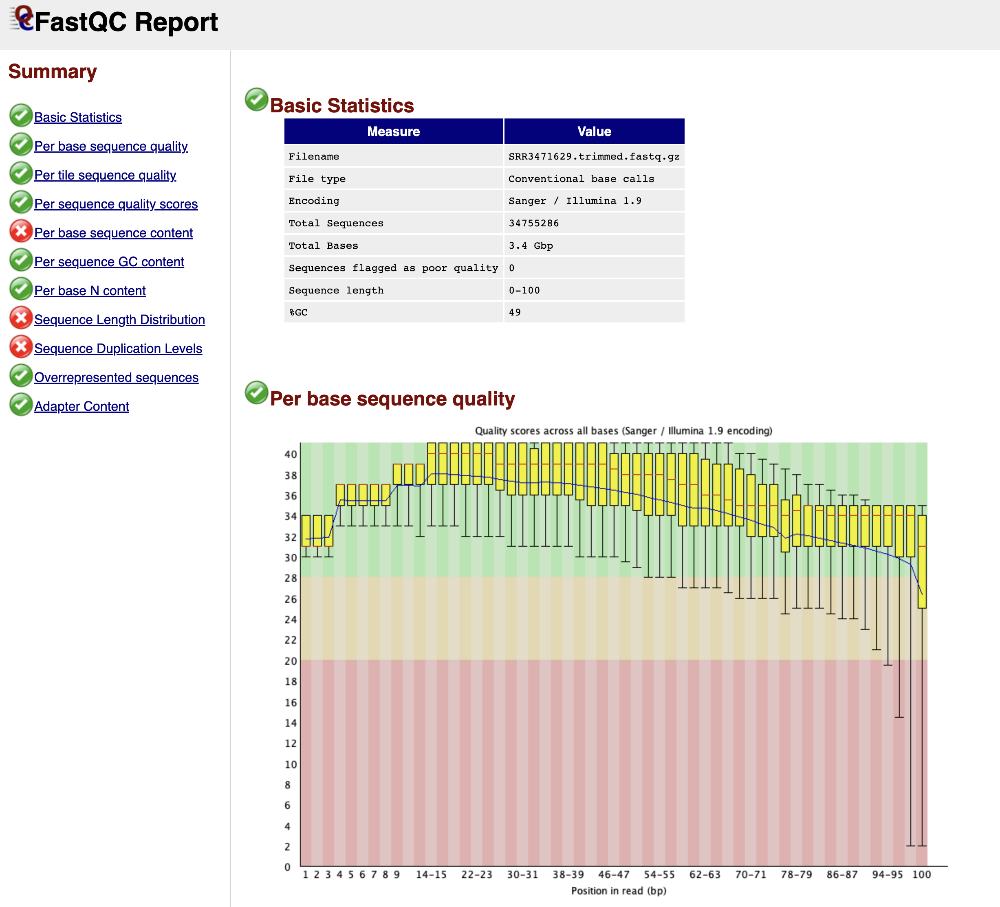 FastQC Report
Summary
Basic Statistics
Per base sequence quality
Per tile sequence quality
Per sequence quality scores
Per base sequence content
Per sequence GC content
Per base N content
Sequence Length Distribution
Sequence Duplication Levels
Overrepresented sequences
Adapter Content
Basic Statistics
Measure Value
Filename SRR3471629.trimmed.fastq.gz
File type Conventional base calls
Encoding Sanger / Illumina 1.9
Total Sequences 34755286
Total Bases 3.4 Gbp
Sequences flagged as poor quality 0
Sequence length 0-100
%GC 49
Per base sequence quality
Quality scores across all bases (Sanger / Illumina 1.9 encoding)
40
38
36
34
32
30
28
26
24
22
20
18
16
14
12
10
8
6
4
2
0
1 2 3 4 5 6 7 8 9 14-15 22-23 30-31 38-39 46-47 54-55 62-63 70-71 78-79 86-87 94-95 100
Position in read (bp)